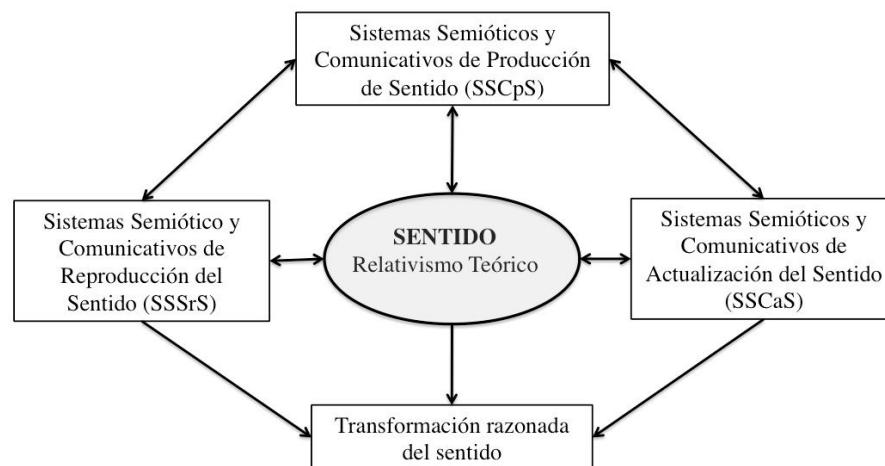 Sistemas Semióticos y
Comunicativos de Producción
de Sentido (SSCpS)
Sistemas Semiótico y
Comunicativos de
Reproducción del
Sentido (SSSrS)
SENTIDO
Relativismo Teórico
Sistemas Semióticos y
Comunicativos de
Actualización del Sentido
(SSCaS)
Transformación razonada
del sentido